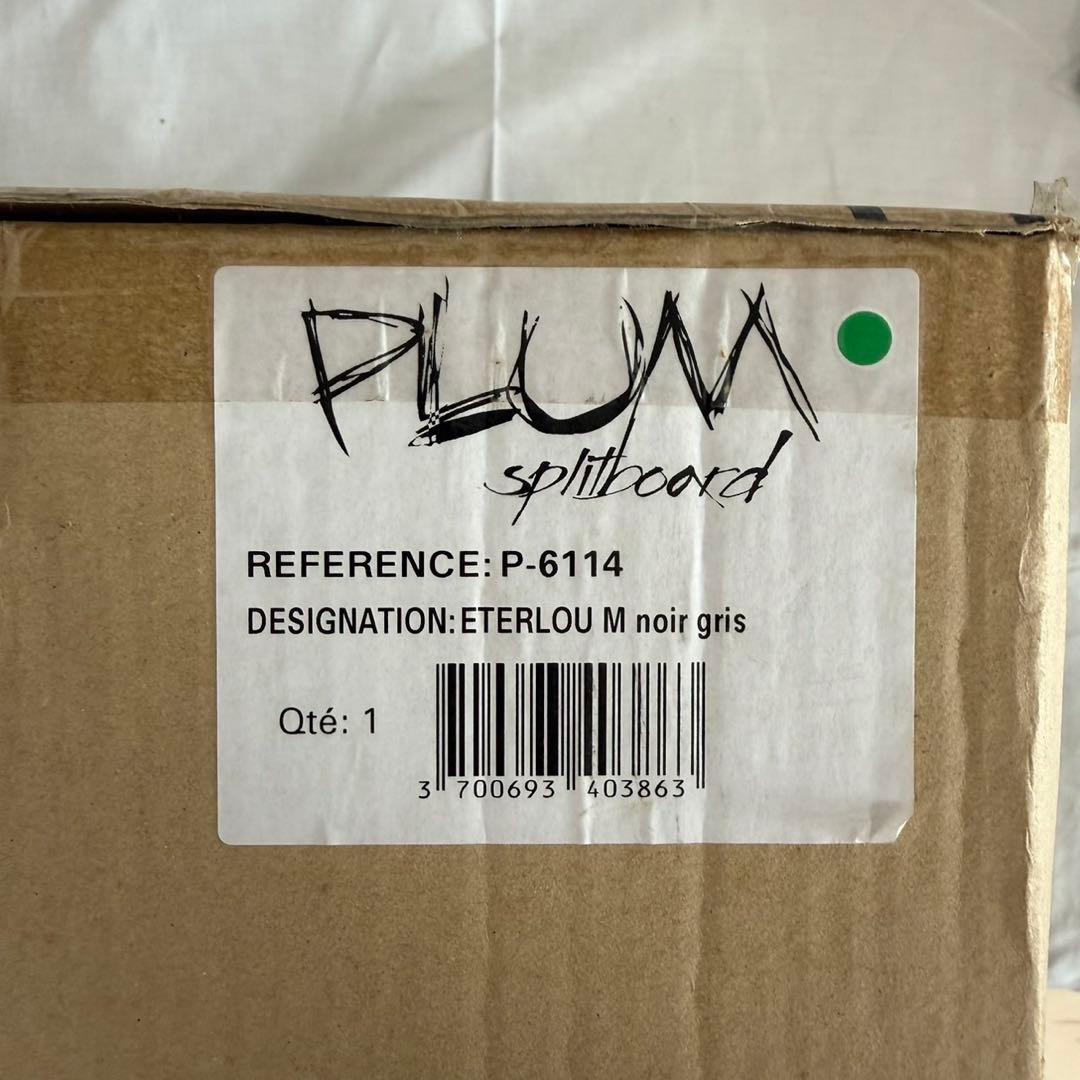 PLUM
splitboard
REFERENCE: P-6114
DESIGNATION: ETERLOU M noir gris
Qté: 1
3 700693 403863